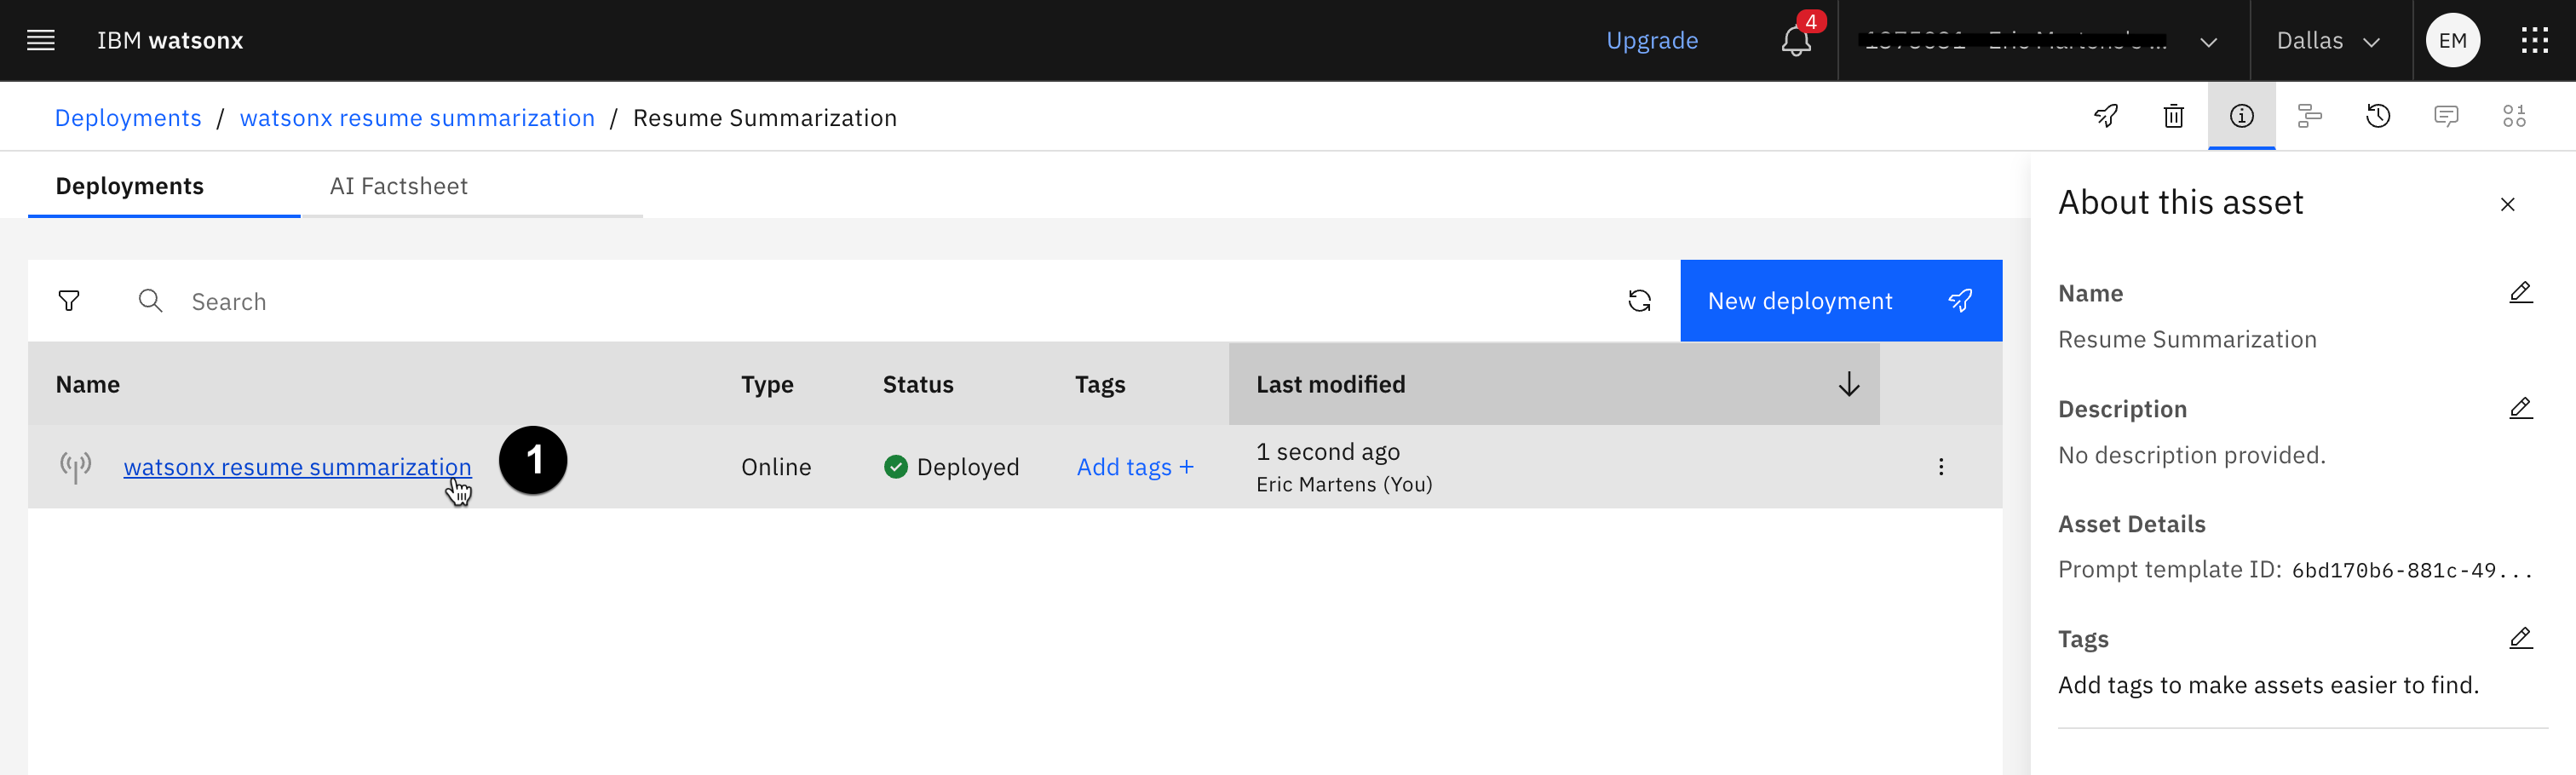 IBM watsonx
Upgrade
4
Dallas
EM
Deployments / watsonx resume summarization / Resume Summarization
Deployments
AI Factsheet
Search
New deployment
Name
Type
Status
Tags
Last modified
watsonx resume summarization
1
Online
Deployed
Add tags +
1 second ago
Eric Martens (You)
About this asset
Name
Resume Summarization
Description
No description provided.
Asset Details
Prompt template ID: 6bd170b6-881c-49...
Tags
Add tags to make assets easier to find.